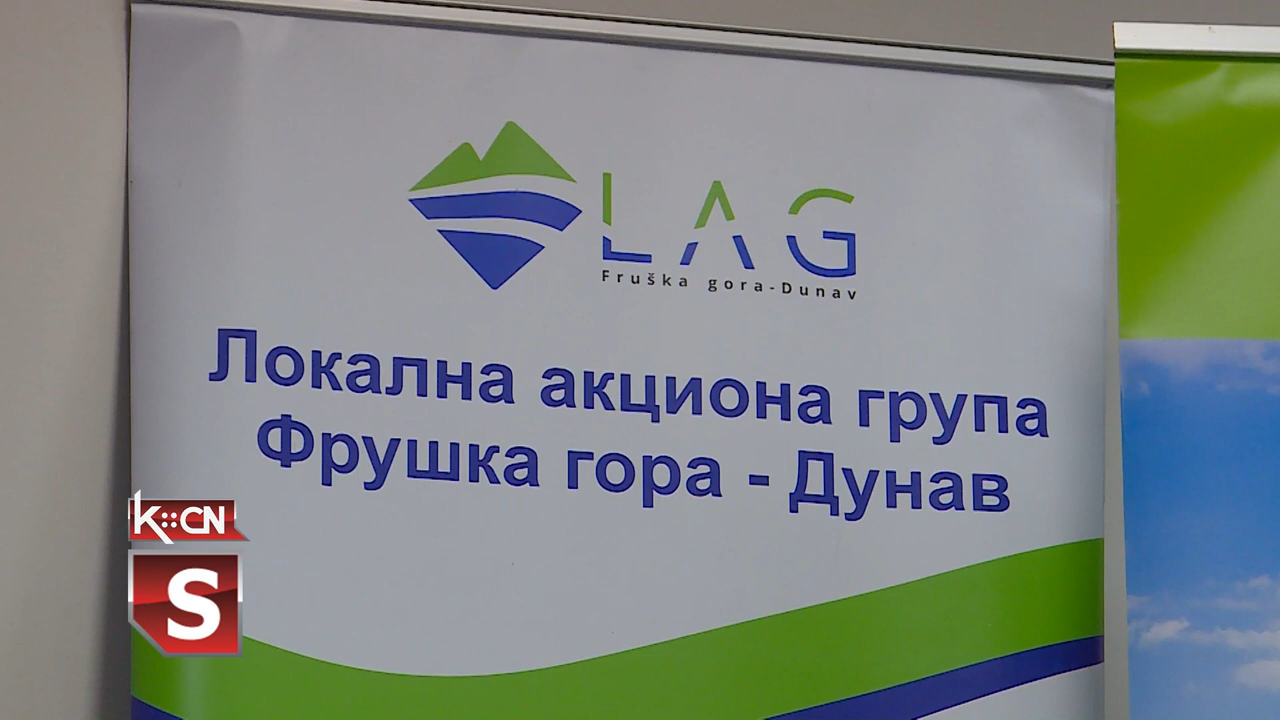 LAG
Fruška gora-Dunav
Локална акциона група
Фрушка гора - Дунав
K::CN
S